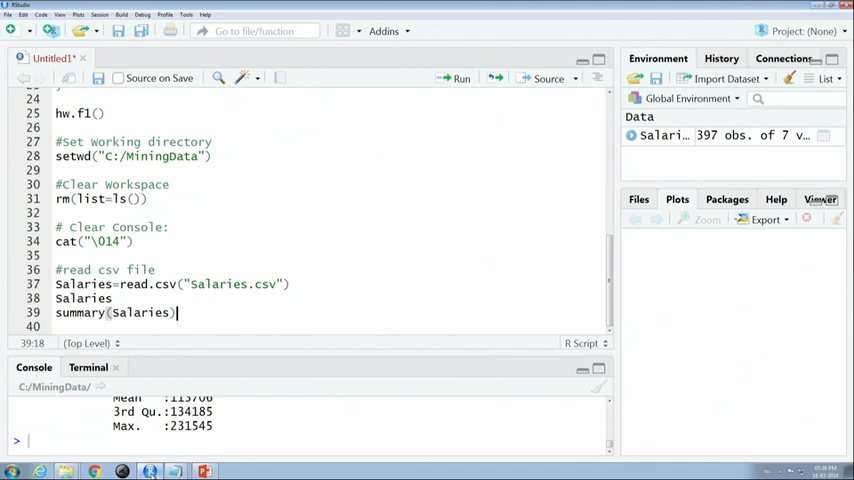 RStudio
File Edit Code View Plots Session Build Debug Profile Tools Help
Go to file/function
Addins
Project: (None)
Untitled1*
Source on Save
Run
Source
24
25 hw.f1()
26
27 #Set Working directory
28 setwd("C:/MiningData")
29
30 #Clear Workspace
31 rm(list=ls())
32
33 # Clear Console:
34 cat("\014")
35
36 #read csv file
37 Salaries=read.csv("Salaries.csv")
38 Salaries
39 summary(Salaries)
40
39:18 (Top Level) R Script
Console Terminal
C:/MiningData/
Mean :113706
3rd Qu.:134185
Max. :231545
>
Environment History Connections
Import Dataset List
Global Environment
Data
Salari... 397 obs. of 7 v...
Files Plots Packages Help Viewer
Zoom Export
05:36 PM